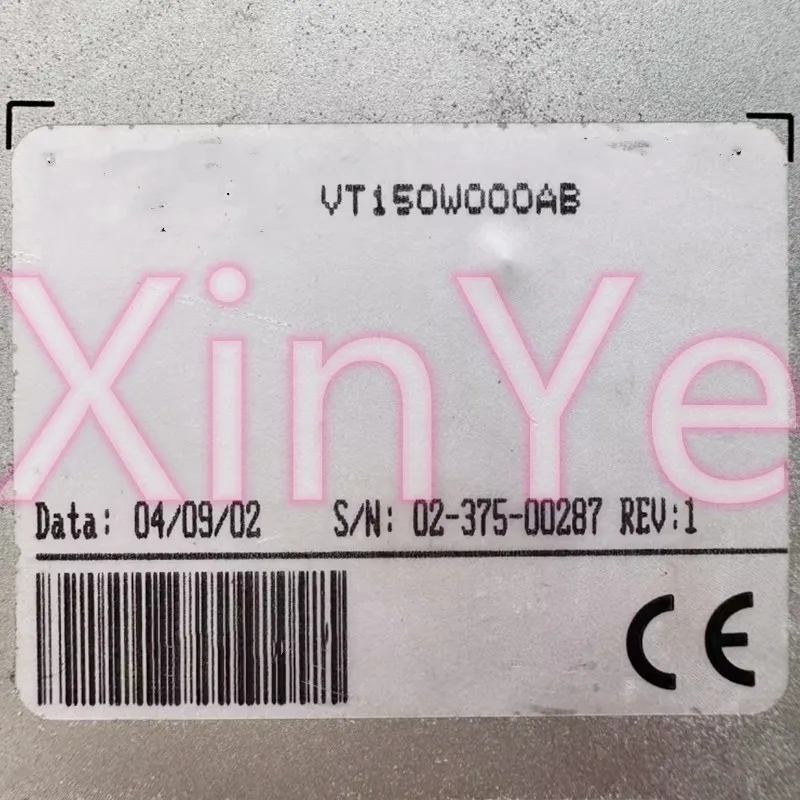 VT150W000AB
XinYe
Data: 04/09/02 S/N: 02-375-00287 REV:1
CE